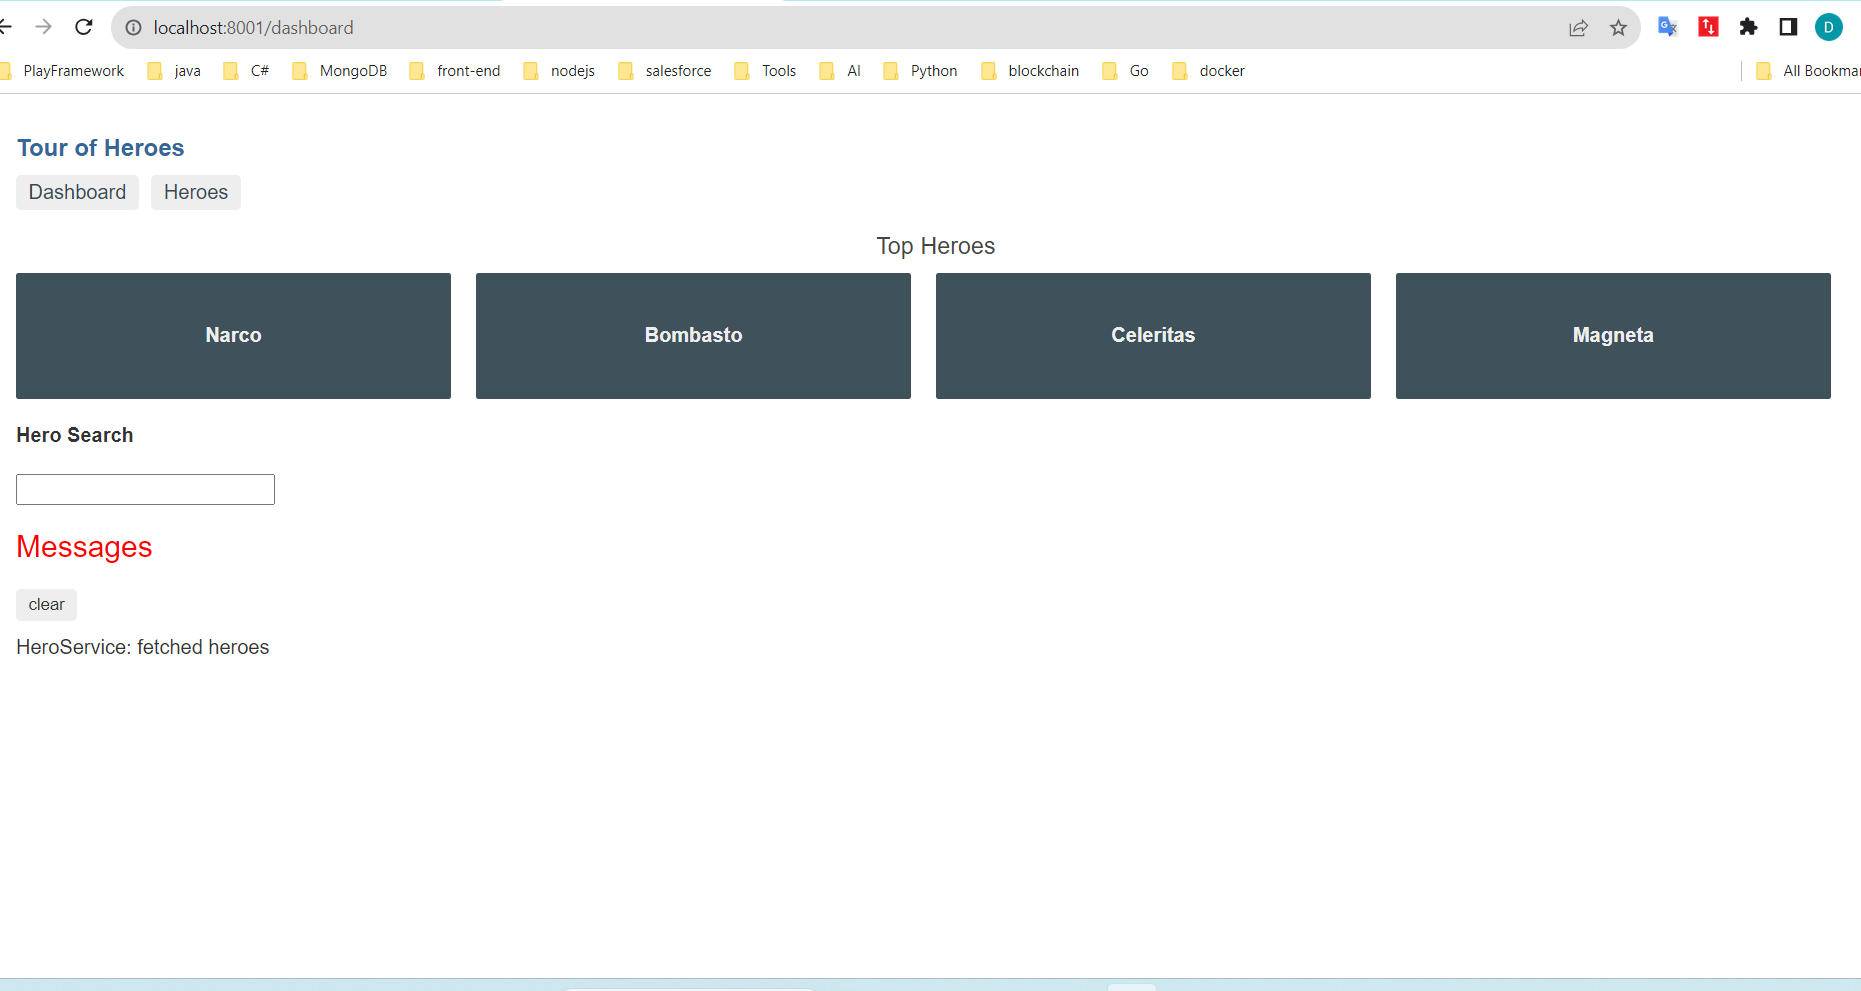 localhost:8001/dashboard
D
PlayFramework java C# MongoDB front-end nodejs salesforce Tools AI Python blockchain Go docker All Bookmar
Tour of Heroes
Dashboard Heroes
Top Heroes
Narco Bombasto Celeritas Magneta
Hero Search
Messages
clear
HeroService: fetched heroes